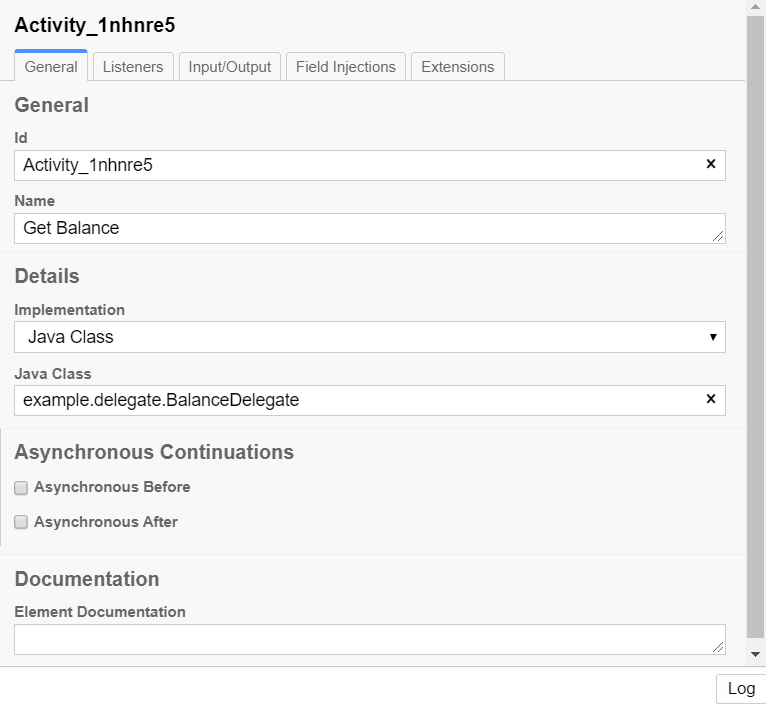 Activity_1nhnre5
General Listeners Input/Output Field Injections Extensions
General
Id
Activity_1nhnre5
Name
Get Balance
Details
Implementation
Java Class
Java Class
example.delegate.BalanceDelegate
Asynchronous Continuations
Asynchronous Before
Asynchronous After
Documentation
Element Documentation
Log